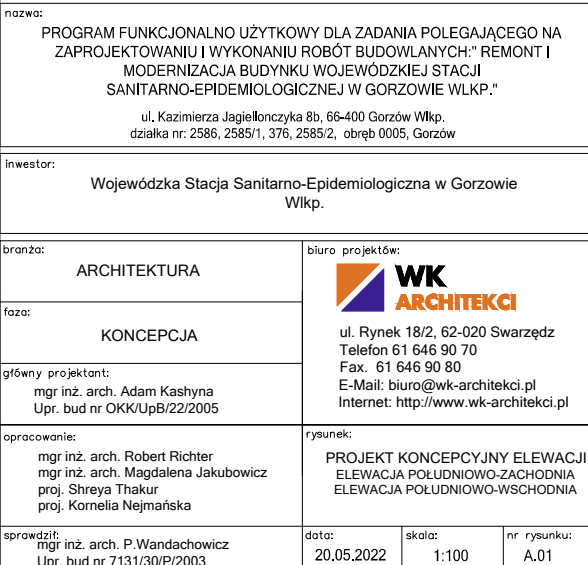 nazwa:
PROGRAM FUNKCJONALNO UŻYTKOWY DLA ZADANIA POLEGAJĄCEGO NA
ZAPROJEKTOWANIU I WYKONANIU ROBÓT BUDOWLANYCH:" REMONT I
MODERNIZACJA BUDYNKU WOJEWÓDZKIEJ STACJI
SANITARNO-EPIDEMIOLOGICZNEJ W GORZOWIE WLKP."
ul. Kazimierza Jagiellonczyka 8b, 66-400 Gorzów Wlkp.
działka nr: 2586, 2585/1, 376, 2585/2, obręb 0005, Gorzów
inwestor:
Wojewódzka Stacja Sanitarno-Epidemiologiczna w Gorzowie
Wlkp.
branża:
ARCHITEKTURA
faza:
KONCEPCJA
główny projektant:
mgr inż. arch. Adam Kashyna
Upr. bud nr OKK/UpB/22/2005
biuro projektów:
WK
ARCHITEKCI
ul. Rynek 18/2, 62-020 Swarzędz
Telefon 61 646 90 70
Fax. 61 646 90 80
E-Mail: biuro@wk-architekci.pl
Internet: http://www.wk-architekci.pl
opracowanie:
mgr inż. arch. Robert Richter
mgr inż. arch. Magdalena Jakubowicz
proj. Shreya Thakur
proj. Kornelia Nejmańska
rysunek:
PROJEKT KONCEPCYJNY ELEWACJI
ELEWACJA POŁUDNIOWO-ZACHODNIA
ELEWACJA POŁUDNIOWO-WSCHODNIA
sprawdził:
mgr inż. arch. P.Wandachowicz
Upr. bud nr 7131/30/P/2003
data:
20.05.2022
skala:
1:100
nr rysunku:
A.01